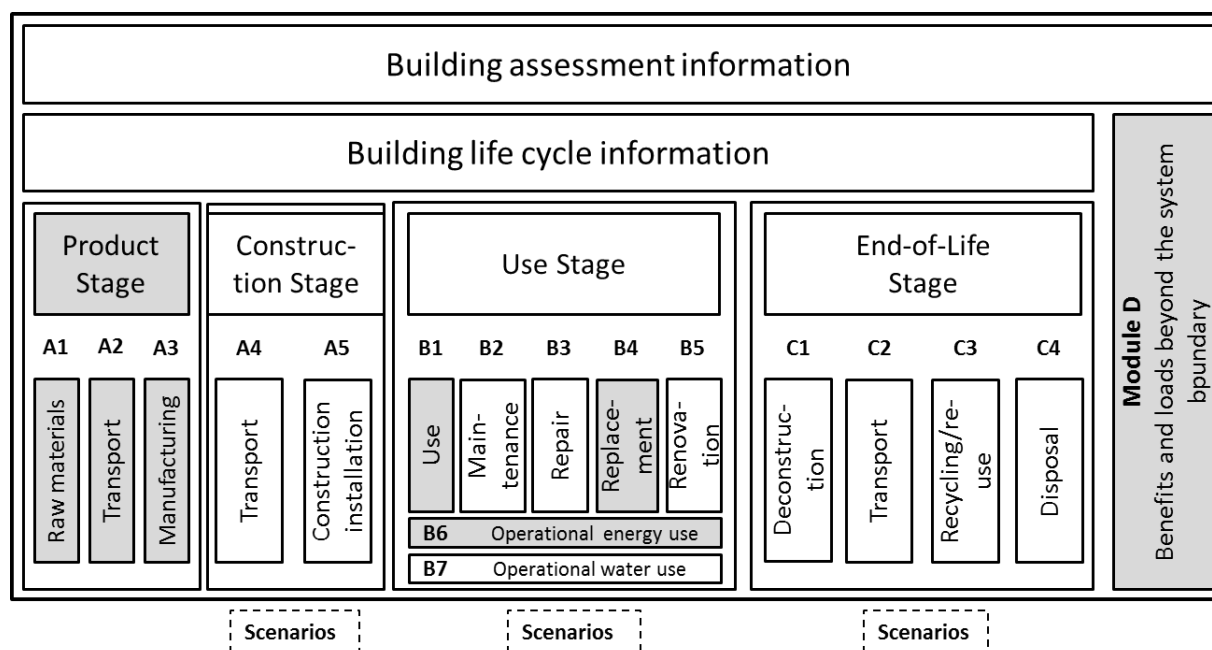 Building assessment information
Building life cycle information
Product
Stage
Construc-
tion Stage
Use Stage
End-of-Life
Stage
A1 A2 A3 A4 A5 B1 B2 B3 B4 B5 C1 C2 C3 C4
Raw materials
Transport
Manufacturing
Transport
Construction
installation
Use
Main-
tenance
Repair
Replace-
ment
Renova-
tion
B6 Operational energy use
B7 Operational water use
Deconstruc-
tion
Transport
Recycling/re-
use
Disposal
Module D
Benefits and loads beyond the system
bpundary
Scenarios
Scenarios
Scenarios